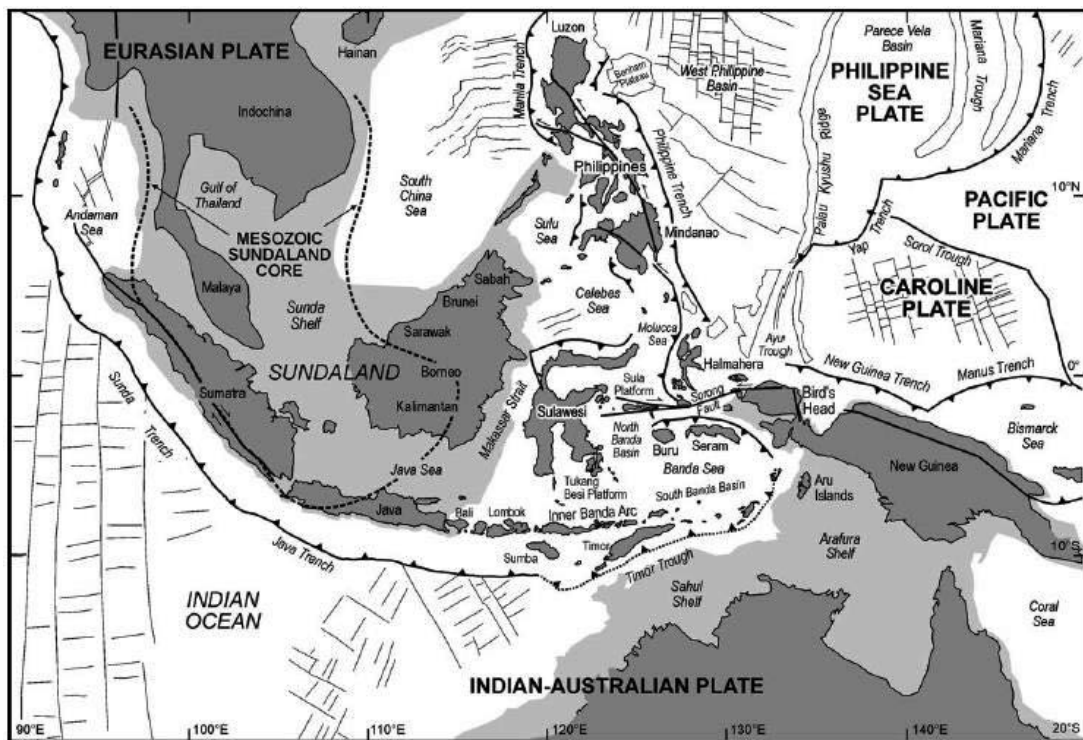 EURASIAN PLATE
Hainan
Luzon
Manila Trench
Benham
Plateau
West Philippine
Basin
Parece Vela
Basin
Mariana
Trough
PHILIPPINE
SEA
PLATE
Mariana Trench
Indochina
Philippine Trench
Palau Kyushu Ridge
Philippines
10°N
Gulf of
Thailand
South
China
Sea
Andaman
Sea
PACIFIC
PLATE
MESOZOIC
SUNDALAND
CORE
Sulu
Sea
Mindanao
Yap Trench
Sorol Trough
Sabah
Brunei
Malaya
Sunda
Shelf
Celebes
Sea
CAROLINE
PLATE
Sarawak
Molucca
Sea
Ayu
Trough
Halmahera
SUNDALAND
Borneo
New Guinea Trench
Manus Trench
0°
Sumatra
Kalimantan
Makassar Strait
Sula
Platform
Sorong
Fault
Bird's
Head
Sunda
Trench
Sulawesi
North
Banda
Basin
Buru
Seram
Bismarck
Sea
Java Sea
Banda Sea
New Guinea
Tukang
Besi Platform
South Banda Basin
Aru
Islands
Java
Bali
Lombok
Inner Banda Arc
Java Trench
Sumba
Timor
Timor Trough
Arafura
Shelf
10°S
Sahul
Shelf
INDIAN
OCEAN
Coral
Sea
INDIAN-AUSTRALIAN PLATE
90°E
100°E
110°E
120°E
130°E
140°E
20°S